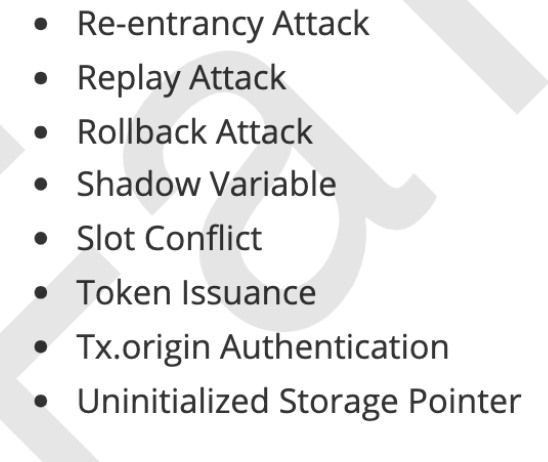 Re-entrancy Attack
Replay Attack
Rollback Attack
Shadow Variable
Slot Conflict
Token Issuance
Tx.origin Authentication
Uninitialized Storage Pointer